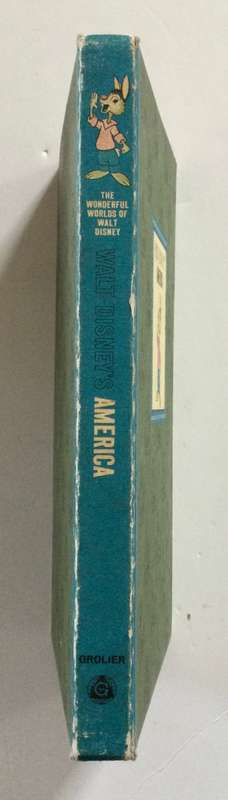 THE
WONDERFUL
WORLDS OF
WALT
DISNEY
WALT DISNEY'S AMERICA
GROLIER